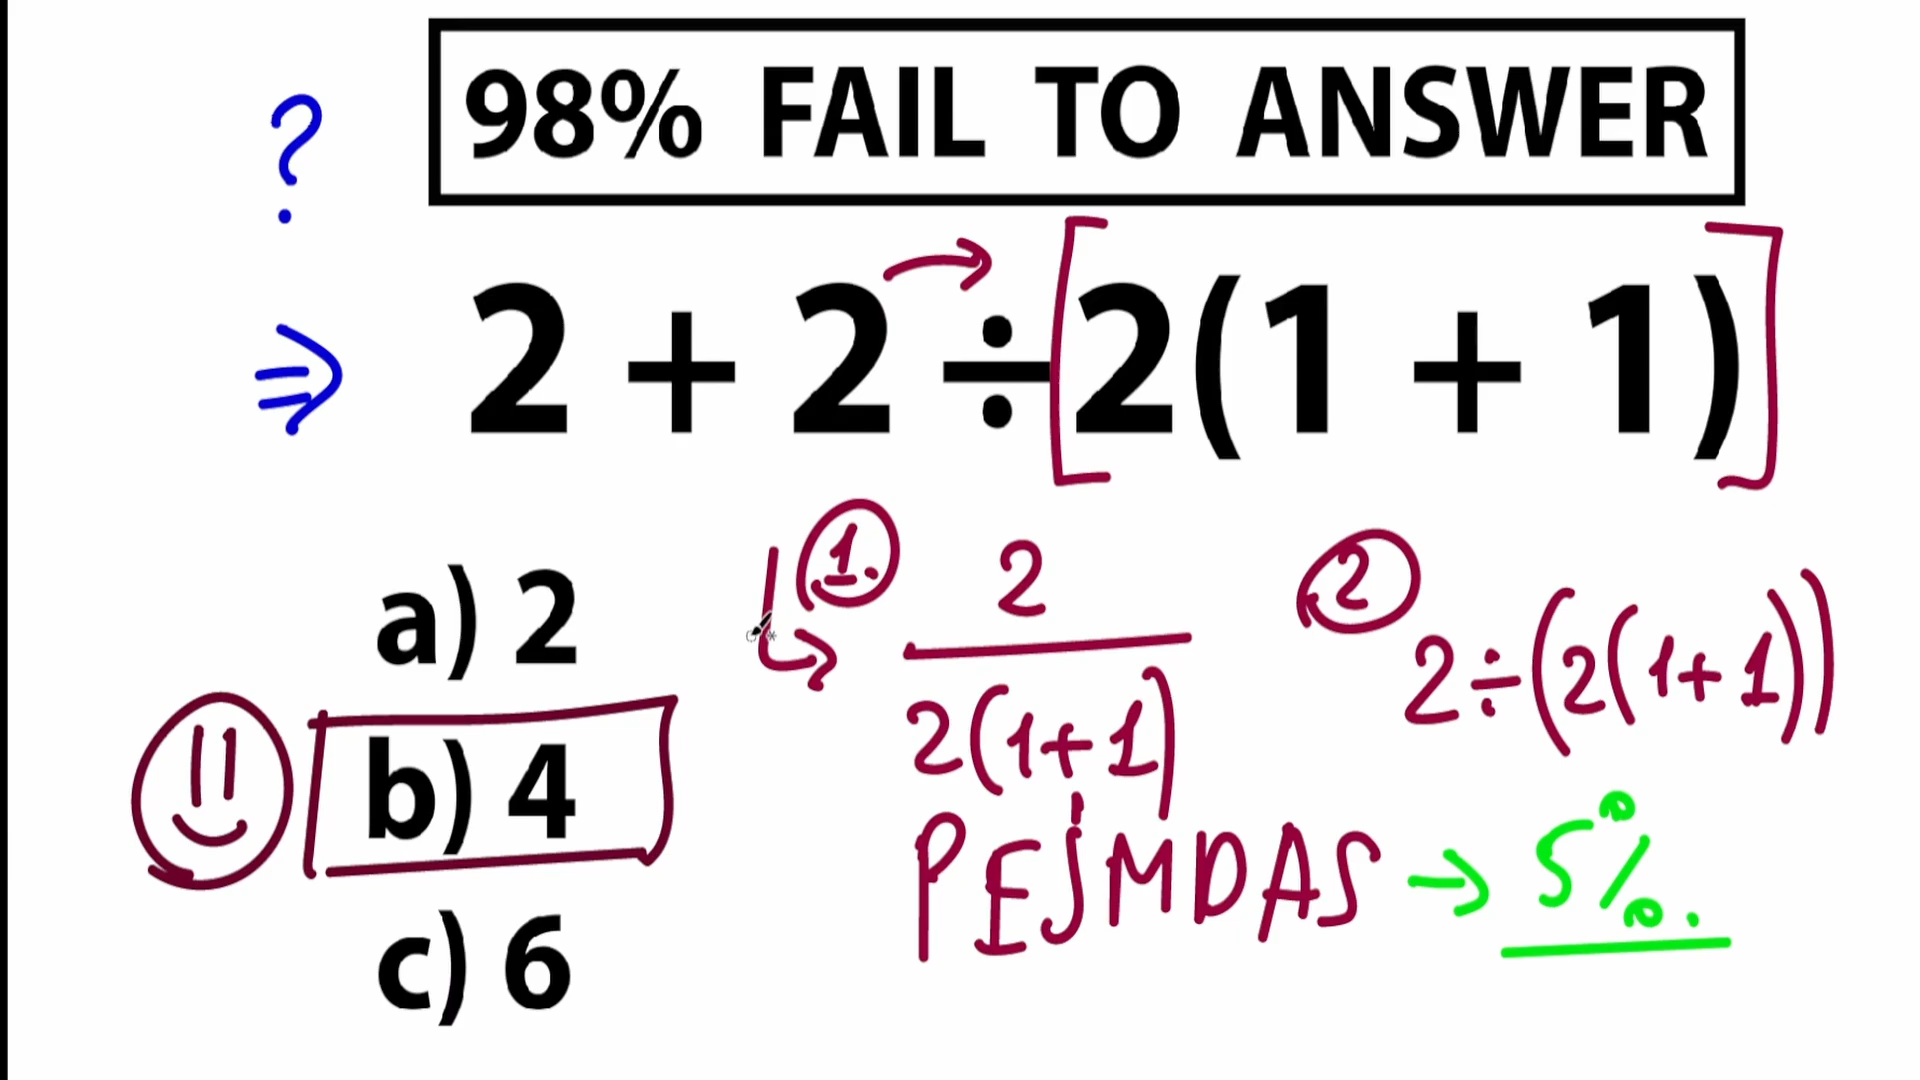 98% FAIL TO ANSWER
?
⇒ 2 + 2 ÷ [2(1 + 1)]
a) 2
b) 4
c) 6
1.
2
2(1+1)
2
2÷(2(1+1))
PEJMDAS → 5%.